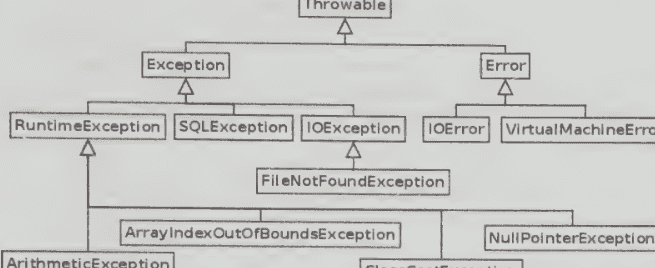 Throwable
Exception
Error
RuntimeException
SQLException
IOException
IOError
VirtualMachineErro
FileNotFoundException
ArrayIndexOutOfBoundsException
NullPointerException
ArithmeticException